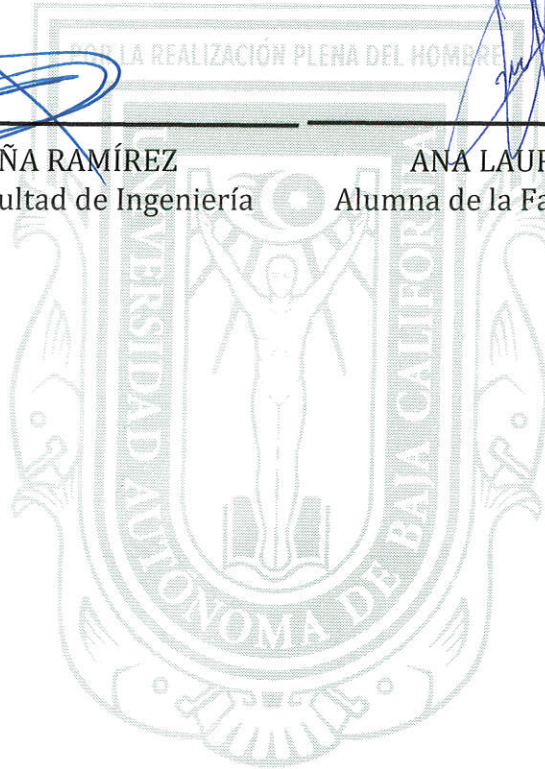 POR LA REALIZACIÓN PLENA DEL HOMBRE
ÑA RAMÍREZ
ultad de Ingeniería
ANA LAUR
Alumna de la Fa
UNIVERSIDAD AUTÓNOMA DE BAJA CALIFORNIA